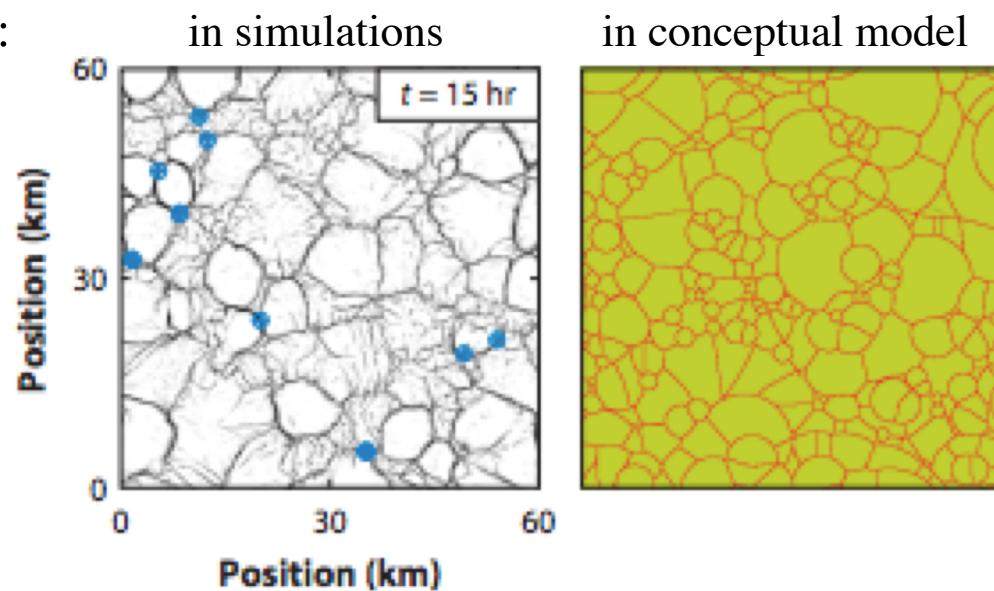 : in simulations in conceptual model
60
t = 15 hr
Position (km)
30
0
0 30 60
Position (km)